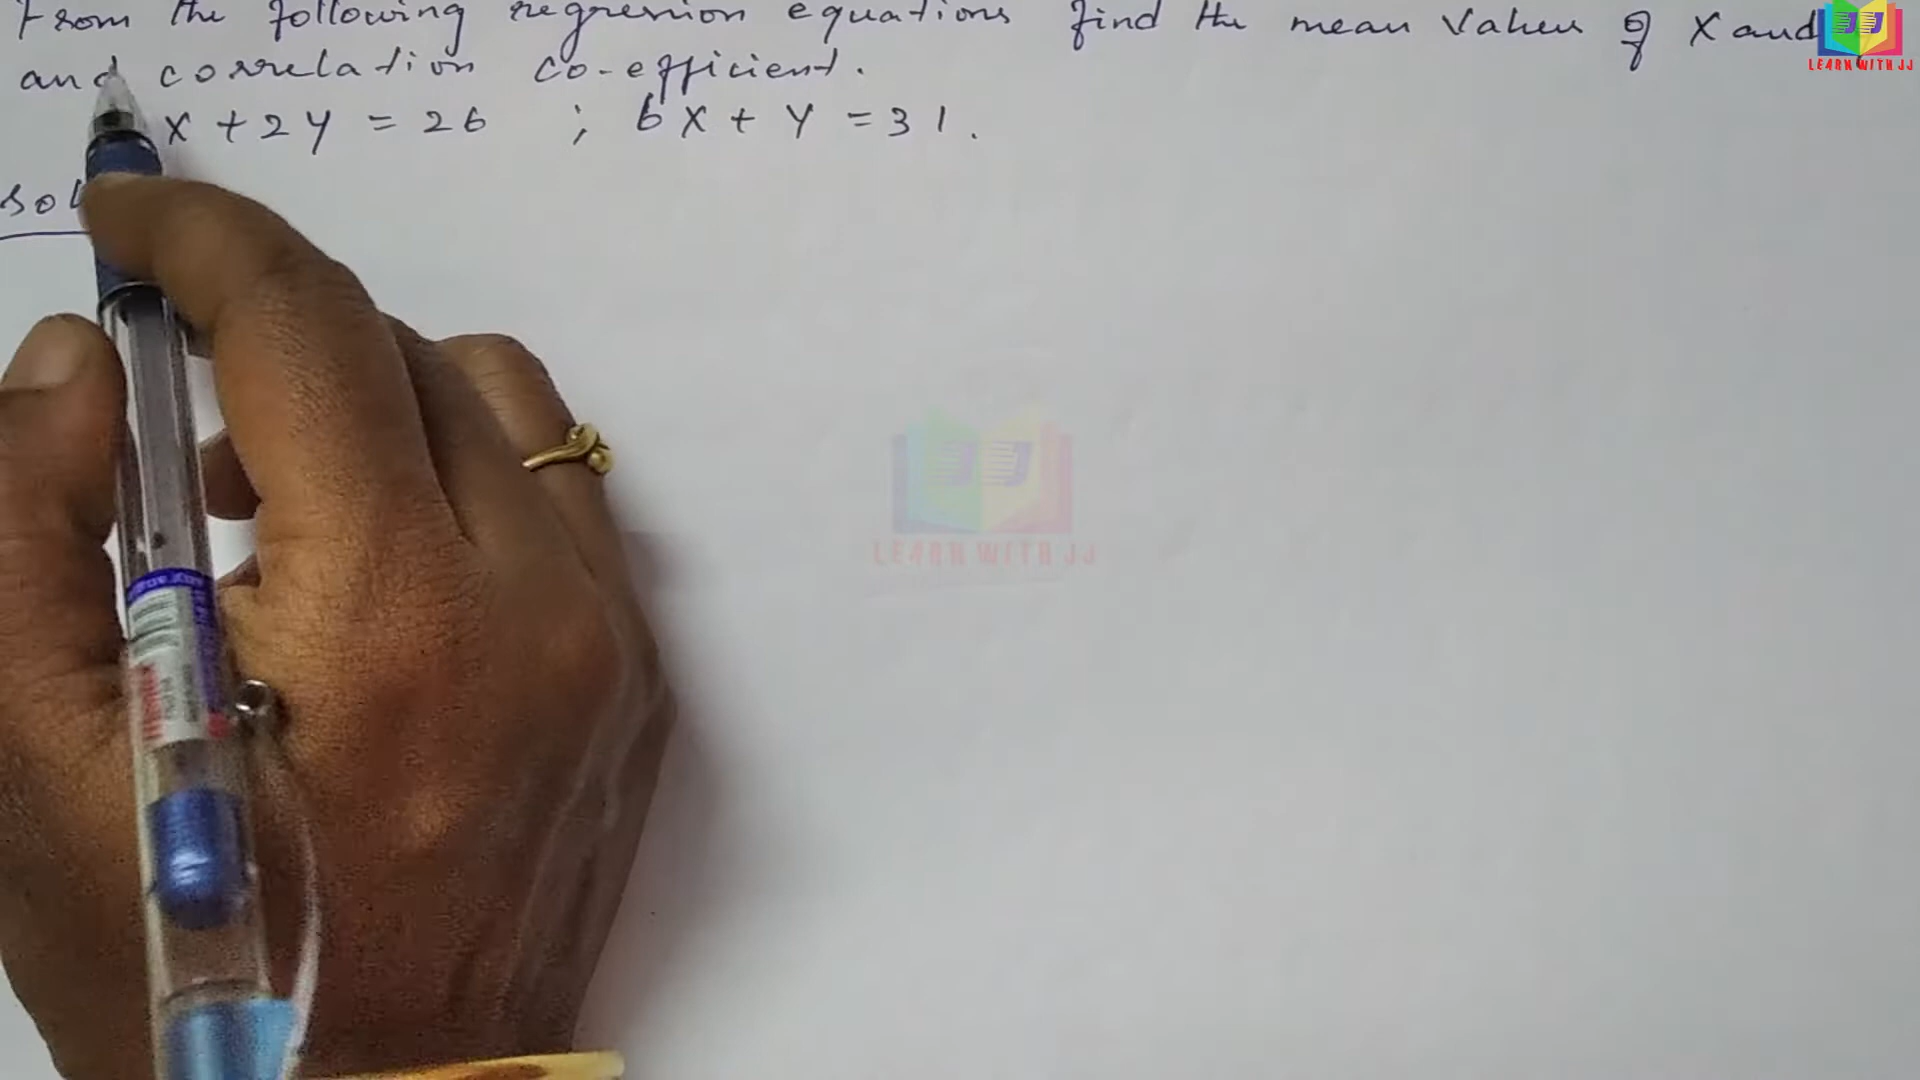 From the following regression equations find the mean values of X and
and correlation co-efficient.
X + 2Y = 26 ; 6X + Y = 31.
Sol
LEARN WITH JJ
LEARN WITH JJ